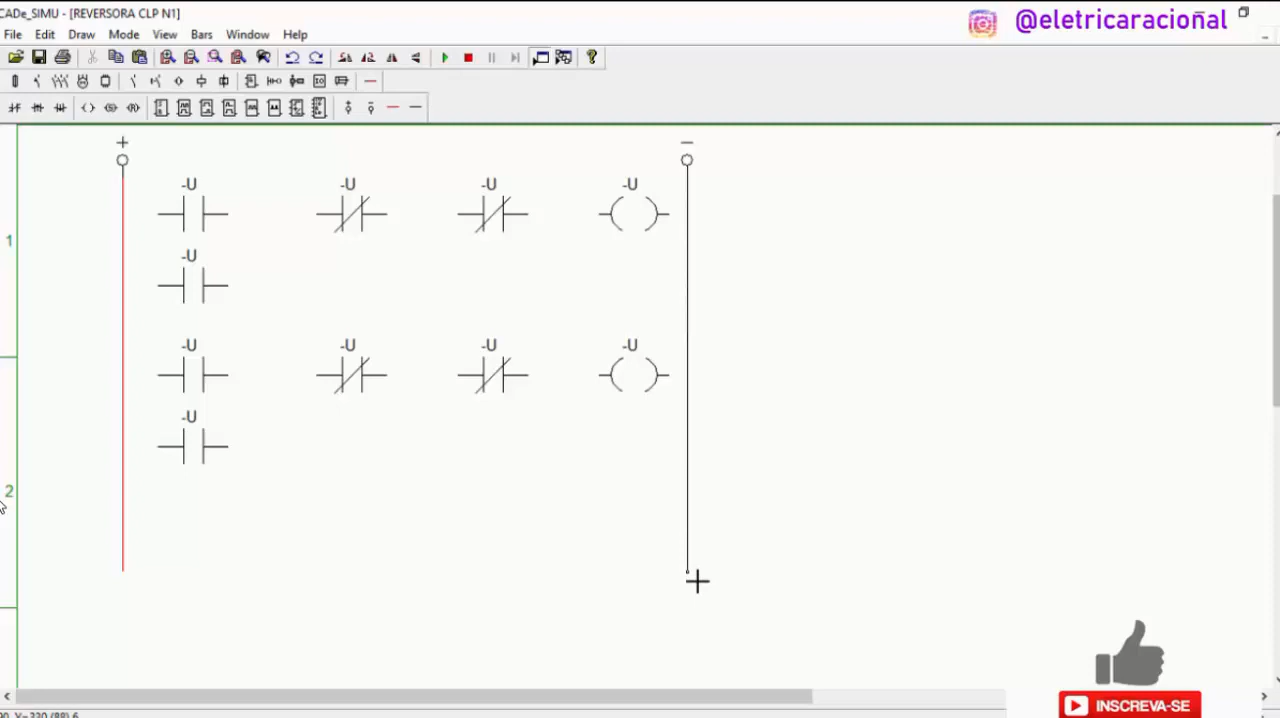 CADe_SIMU - [REVERSORA CLP N1]
@eletricaracional
File Edit Draw Mode View Bars Window Help
+
−
-U -U -U -U
1
-U
-U -U -U -U
-U
2
INSCREVA-SE